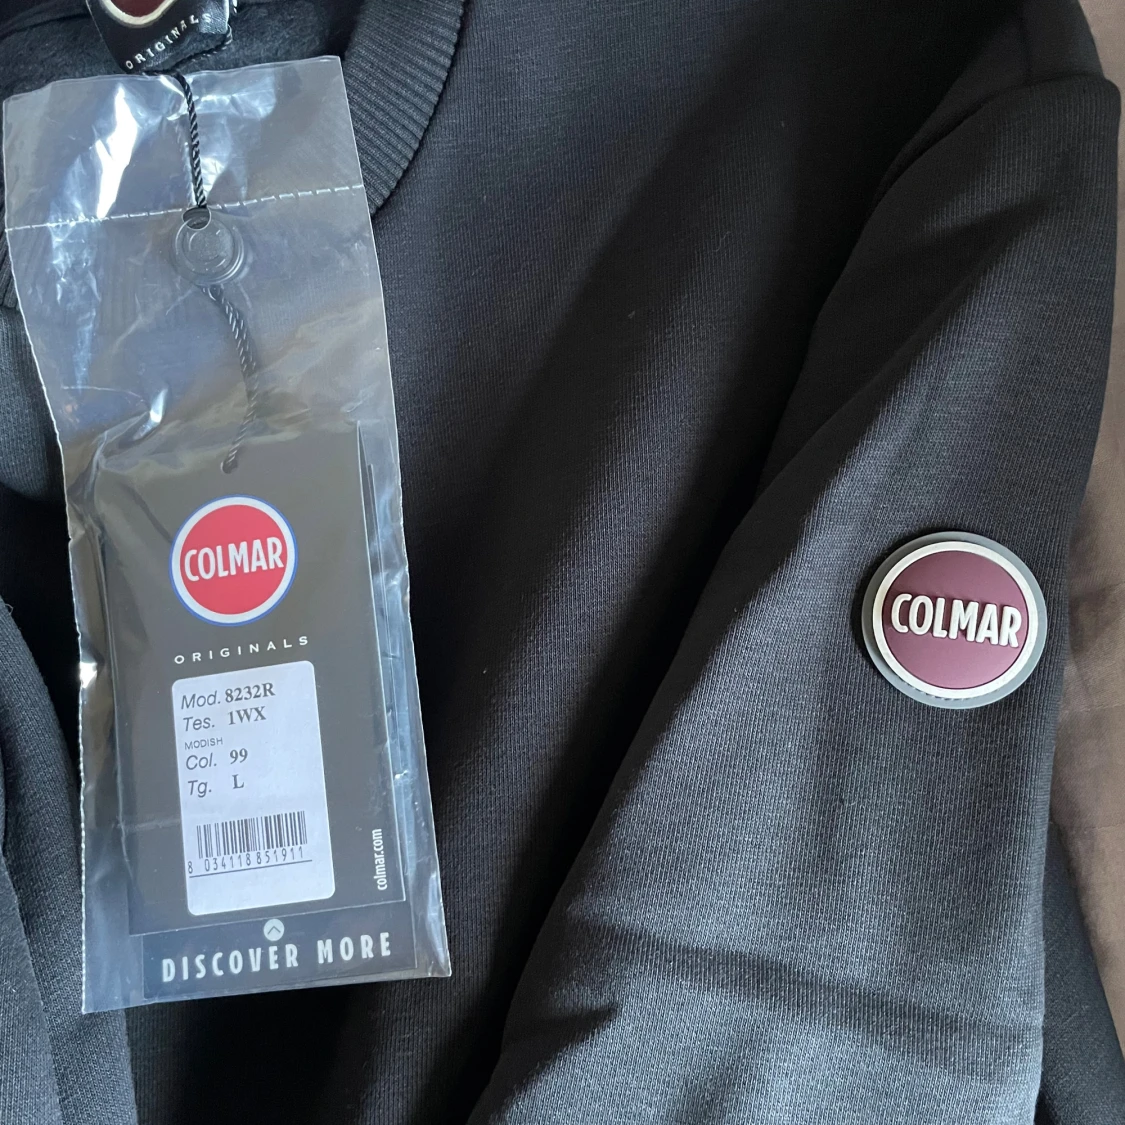 ORIGINALS
COLMAR
ORIGINALS
Mod. 8232R
Tes. 1WX
MODISH
Col. 99
Tg. L
8 034118 851911
colmar.com
DISCOVER MORE
COLMAR